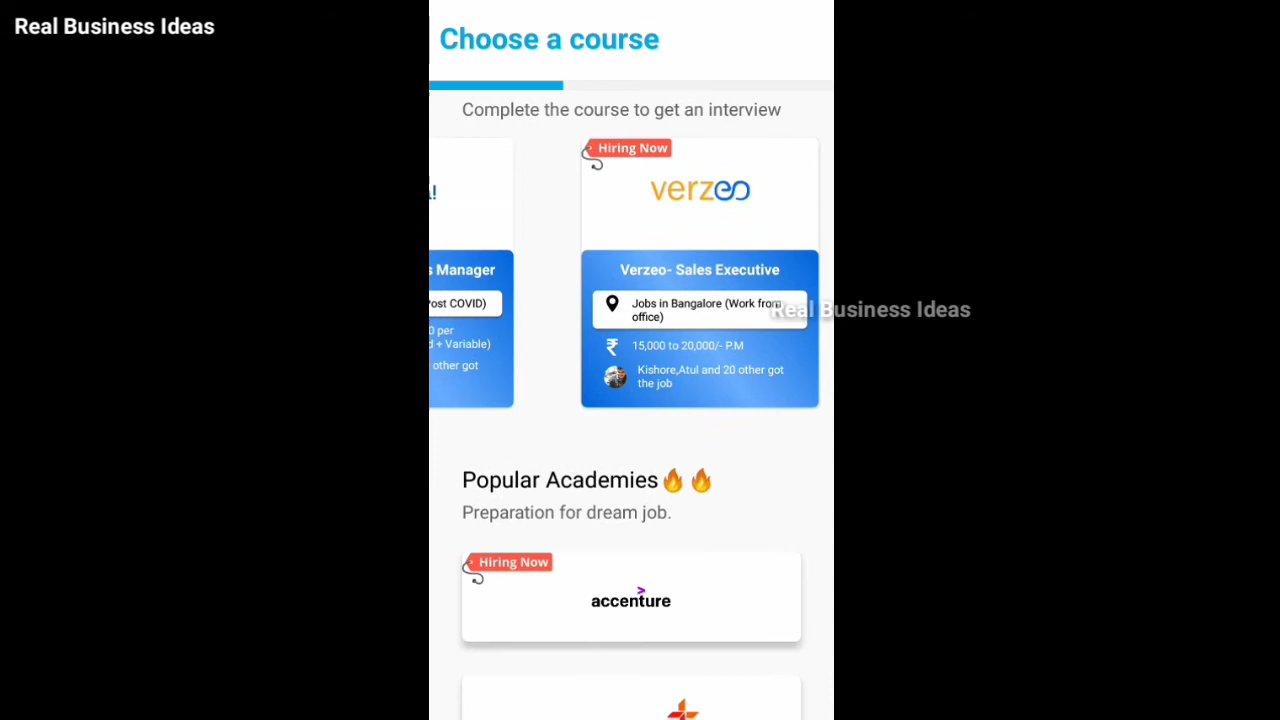 Real Business Ideas
Choose a course
Complete the course to get an interview
Hiring Now
verzeo
s Manager
Post COVID)
0 per
d + Variable)
other got
Verzeo- Sales Executive
Jobs in Bangalore (Work from
office)
₹ 15,000 to 20,000/- P.M
Kishore,Atul and 20 other got
the job
Real Business Ideas
Popular Academies🔥🔥
Preparation for dream job.
Hiring Now
accenture